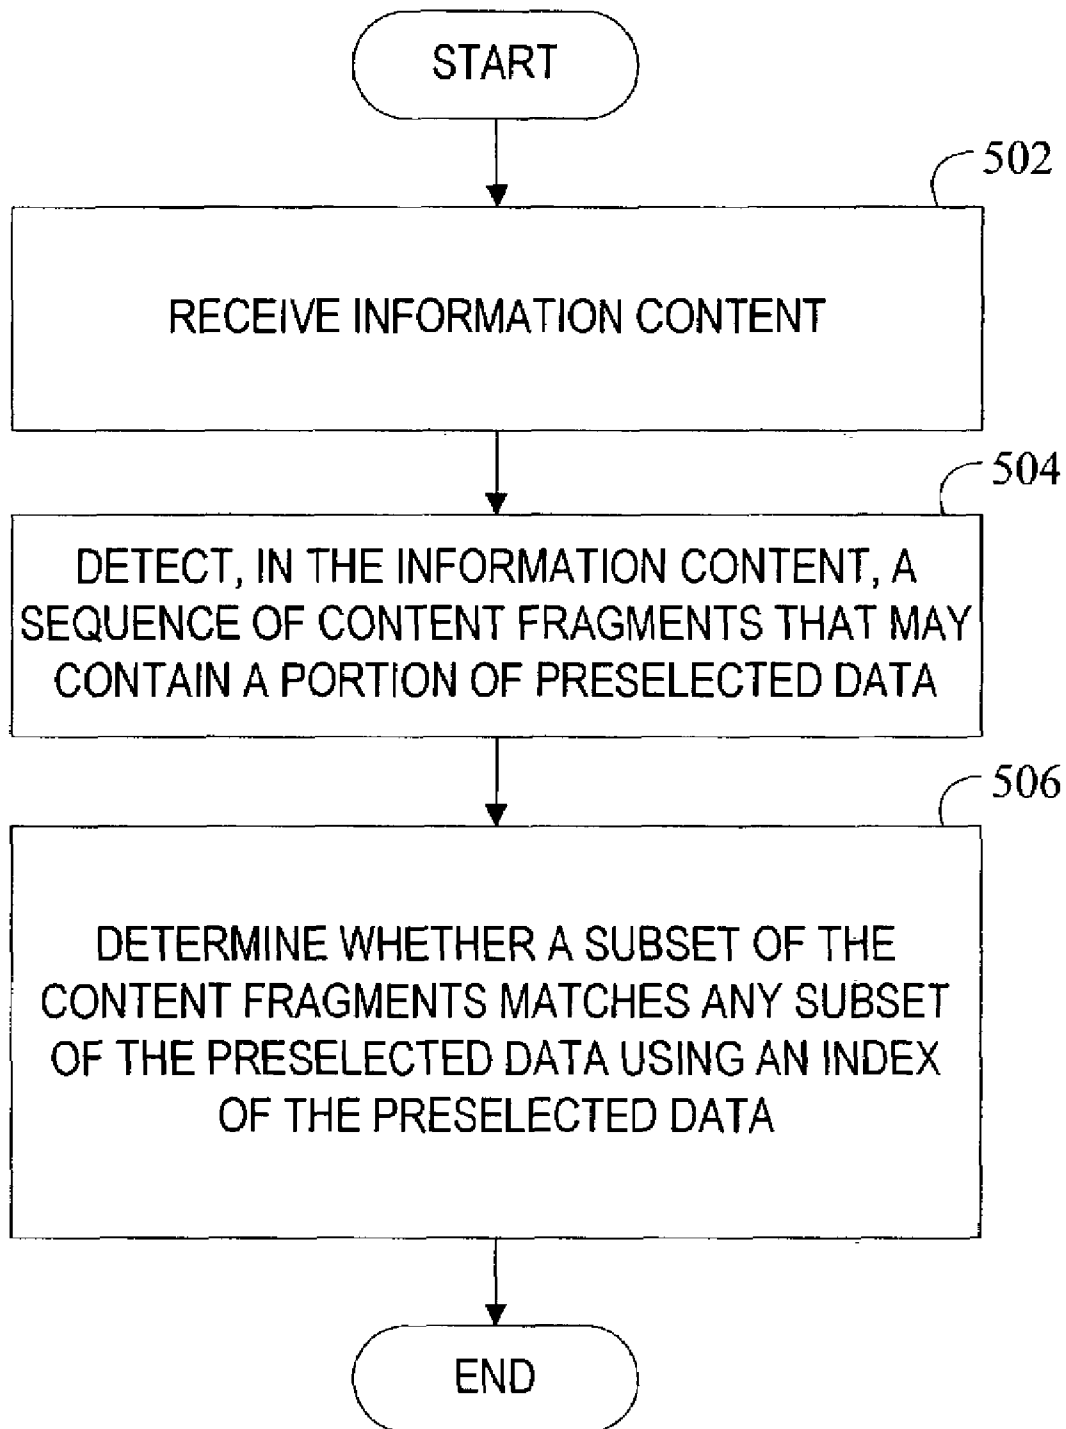 START
502
RECEIVE INFORMATION CONTENT
504
DETECT, IN THE INFORMATION CONTENT, A
SEQUENCE OF CONTENT FRAGMENTS THAT MAY
CONTAIN A PORTION OF PRESELECTED DATA
506
DETERMINE WHETHER A SUBSET OF THE
CONTENT FRAGMENTS MATCHES ANY SUBSET
OF THE PRESELECTED DATA USING AN INDEX
OF THE PRESELECTED DATA
END